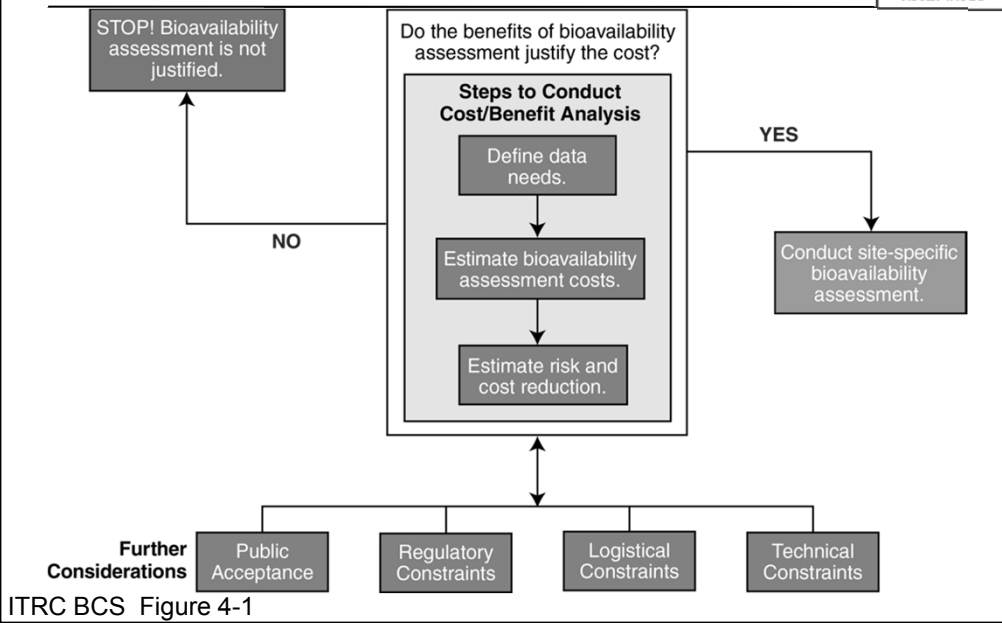 STOP! Bioavailability
assessment is not
justified.
Do the benefits of bioavailability
assessment justify the cost?
Steps to Conduct
Cost/Benefit Analysis
Define data
needs.
Estimate bioavailability
assessment costs.
Estimate risk and
cost reduction.
YES
NO
Conduct site-specific
bioavailability
assessment.
Further
Considerations
Public
Acceptance
Regulatory
Constraints
Logistical
Constraints
Technical
Constraints
ITRC BCS Figure 4-1